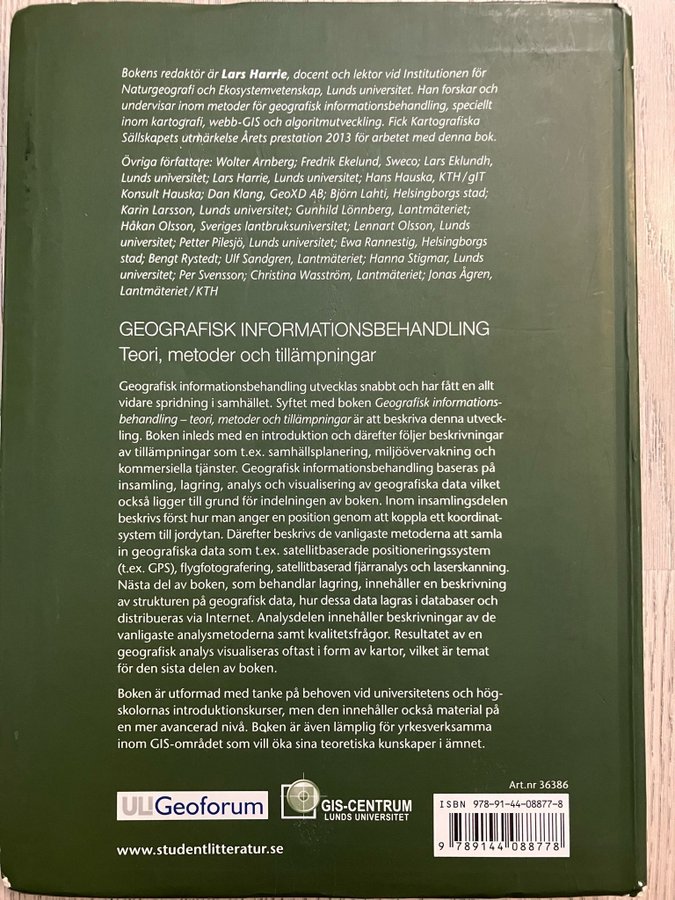 Bokens redaktör är Lars Harrie, docent och lektor vid Institutionen för
Naturgeografi och Ekosystemvetenskap, Lunds universitet. Han forskar och
undervisar inom metoder för geografisk informationsbehandling, speciellt
inom kartografi, webb-GIS och algoritmutveckling. Fick Kartografiska
Sällskapets utmärkelse Årets prestation 2013 för arbetet med denna bok.
Övriga författare: Wolter Arnberg; Fredrik Ekelund, Sweco; Lars Eklundh,
Lunds universitet; Lars Harrie, Lunds universitet; Hans Hauska, KTH/gIT
Konsult Hauska; Dan Klang, GeoXD AB; Björn Lahti, Helsingborgs stad;
Karin Larsson, Lunds universitet; Gunhild Lönnberg, Lantmäteriet;
Håkan Olsson, Sveriges lantbruksuniversitet; Lennart Olsson, Lunds
universitet; Petter Pilesjö, Lunds universitet; Ewa Rannestig, Helsingborgs
stad; Bengt Rystedt; Ulf Sandgren, Lantmäteriet; Hanna Stigmar, Lunds
universitet; Per Svensson; Christina Wasström, Lantmäteriet; Jonas Ågren,
Lantmäteriet/KTH
GEOGRAFISK INFORMATIONSBEHANDLING
Teori, metoder och tillämpningar
Geografisk informationsbehandling utvecklas snabbt och har fått en allt
vidare spridning i samhället. Syftet med boken Geografisk informations-
behandling – teori, metoder och tillämpningar är att beskriva denna utveck-
ling. Boken inleds med en introduktion och därefter följer beskrivningar
av tillämpningar som t.ex. samhällsplanering, miljöövervakning och
kommersiella tjänster. Geografisk informationsbehandling baseras på
insamling, lagring, analys och visualisering av geografiska data vilket
också ligger till grund för indelningen av boken. Inom insamlingsdelen
beskrivs först hur man anger en position genom att koppla ett koordinat-
system till jordytan. Därefter beskrivs de vanligaste metoderna att samla
in geografiska data som t.ex. satellitbaserade positioneringssystem
(t.ex. GPS), flygfotografering, satellitbaserad fjärranalys och laserskanning.
Nästa del av boken, som behandlar lagring, innehåller en beskrivning
av strukturen på geografisk data, hur dessa data lagras i databaser och
distribueras via Internet. Analysdelen innehåller beskrivningar av de
vanligaste analysmetoderna samt kvalitetsfrågor. Resultatet av en
geografisk analys visualiseras oftast i form av kartor, vilket är temat
för den sista delen av boken.
Boken är utformad med tanke på behoven vid universitetens och hög-
skolornas introduktionskurser, men den innehåller också material på
en mer avancerad nivå. Boken är även lämplig för yrkesverksamma
inom GIS-området som vill öka sina teoretiska kunskaper i ämnet.
Art.nr 36386
ULI Geoforum
GIS-CENTRUM
LUNDS UNIVERSITET
ISBN 978-91-44-08877-8
9 789144 088778
www.studentlitteratur.se